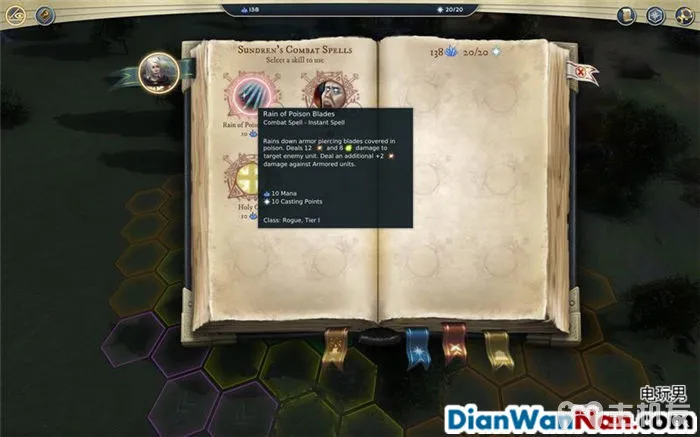 138
20/20
SUNDREN'S COMBAT SPELLS
Select a skill to use
138 20/20
Rain of Poison Blades
Combat Spell - Instant Spell
Rains down armor piercing blades covered in
poison. Deals 12 and 6 damage to
target enemy unit. Deal an additional +2
damage against Armored units.
10 Mana
10 Casting Points
Class: Rogue, Tier I
Rain of Po
10
Holy
10
电玩男
DianWanNan.com